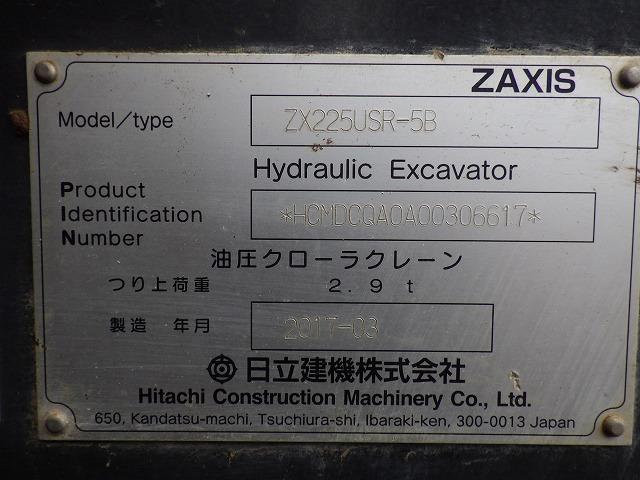 ZAXIS
Model/type ZX225USR-5B
Hydraulic Excavator
Product
Identification *HCMDCQA0A00306617*
Number
油圧クローラクレーン
つり上荷重 2.9 t
製造 年月 2017-03
日立建機株式会社
Hitachi Construction Machinery Co., Ltd.
650, Kandatsu-machi, Tsuchiura-shi, Ibaraki-ken, 300-0013 Japan